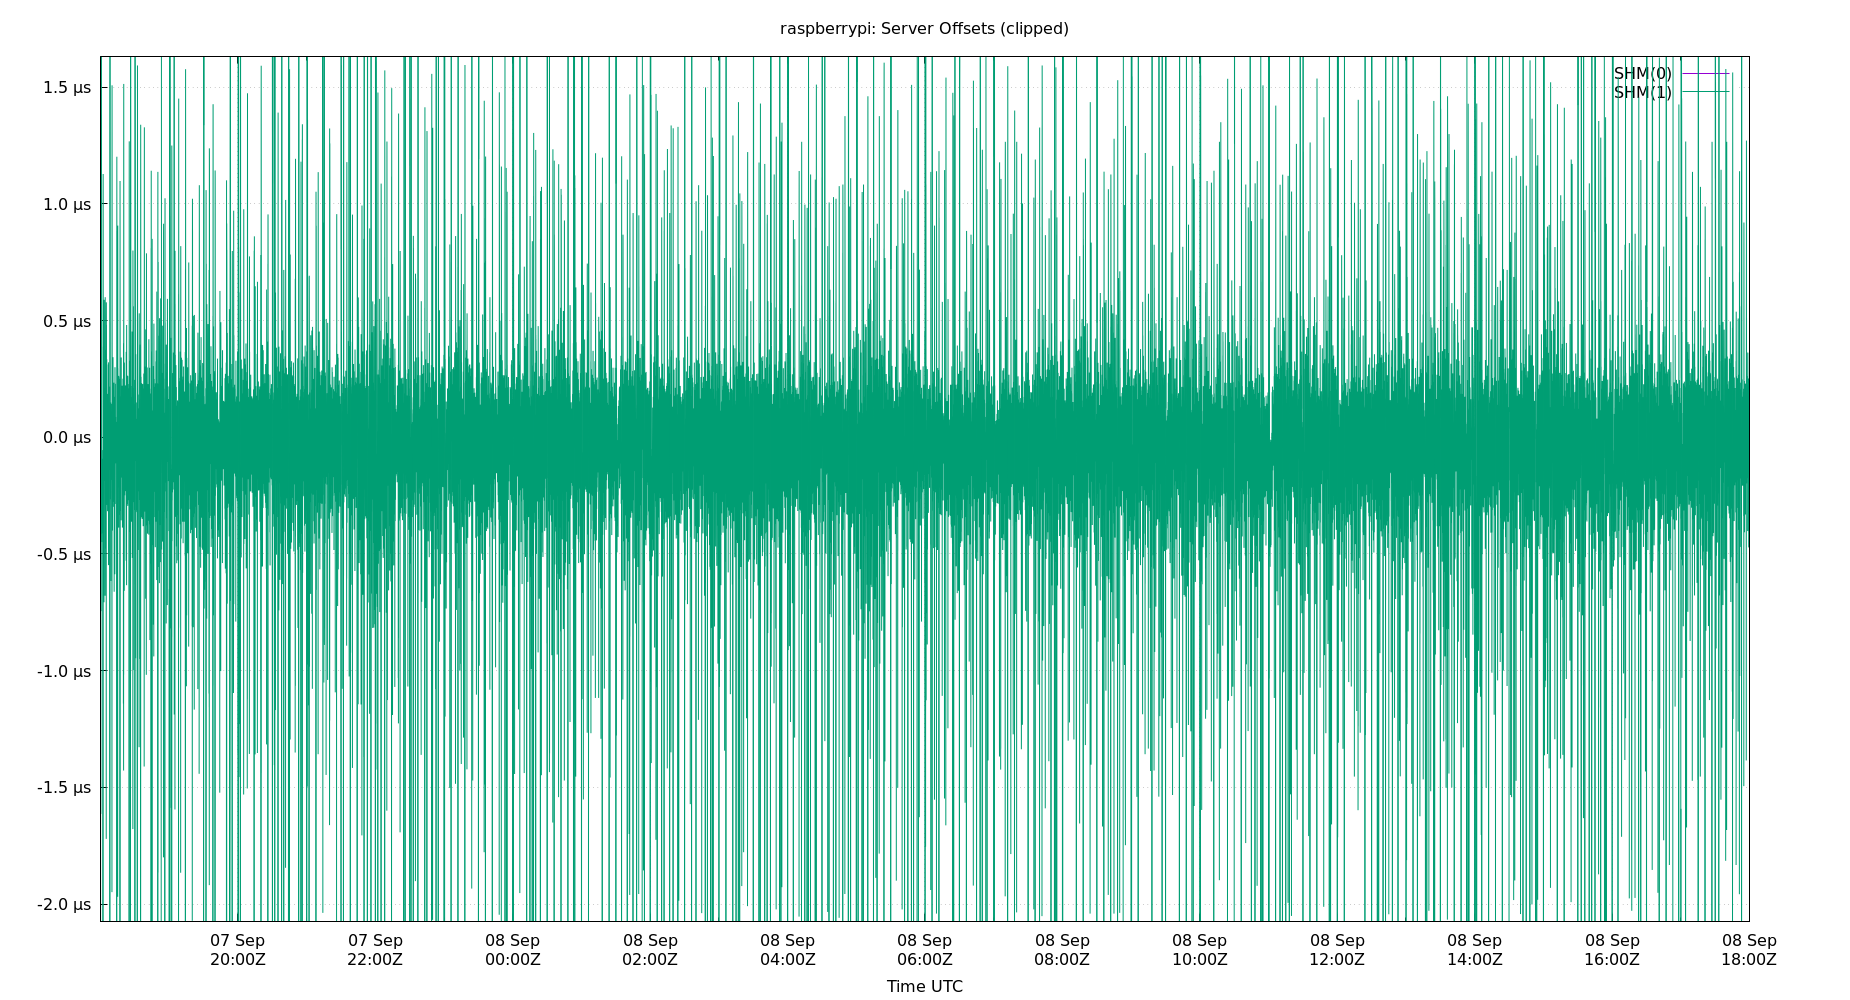 raspberrypi: Server Offsets (clipped)
SHM(0)
SHM(1)
1.5 µs
1.0 µs
0.5 µs
0.0 µs
-0.5 µs
-1.0 µs
-1.5 µs
-2.0 µs
07 Sep 07 Sep 08 Sep 08 Sep 08 Sep 08 Sep 08 Sep 08 Sep 08 Sep 08 Sep 08 Sep 08 Sep
20:00Z 22:00Z 00:00Z 02:00Z 04:00Z 06:00Z 08:00Z 10:00Z 12:00Z 14:00Z 16:00Z 18:00Z
Time UTC